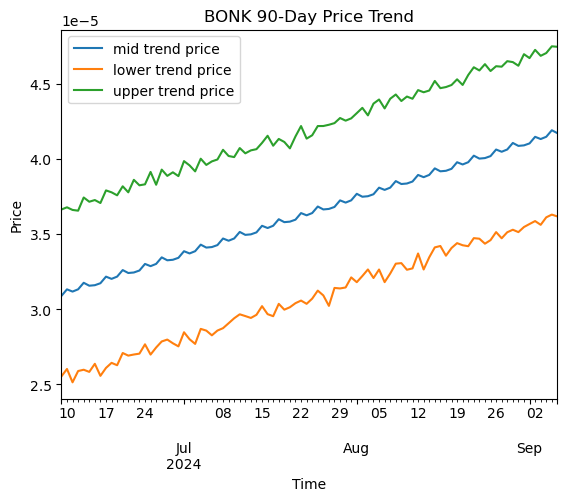 BONK 90-Day Price Trend
1e−5
mid trend price
lower trend price
upper trend price
4.5
4.0
3.5
3.0
2.5
Price
10 17 24 08 15 22 29 05 12 19 26 02
Jul Aug Sep
2024
Time